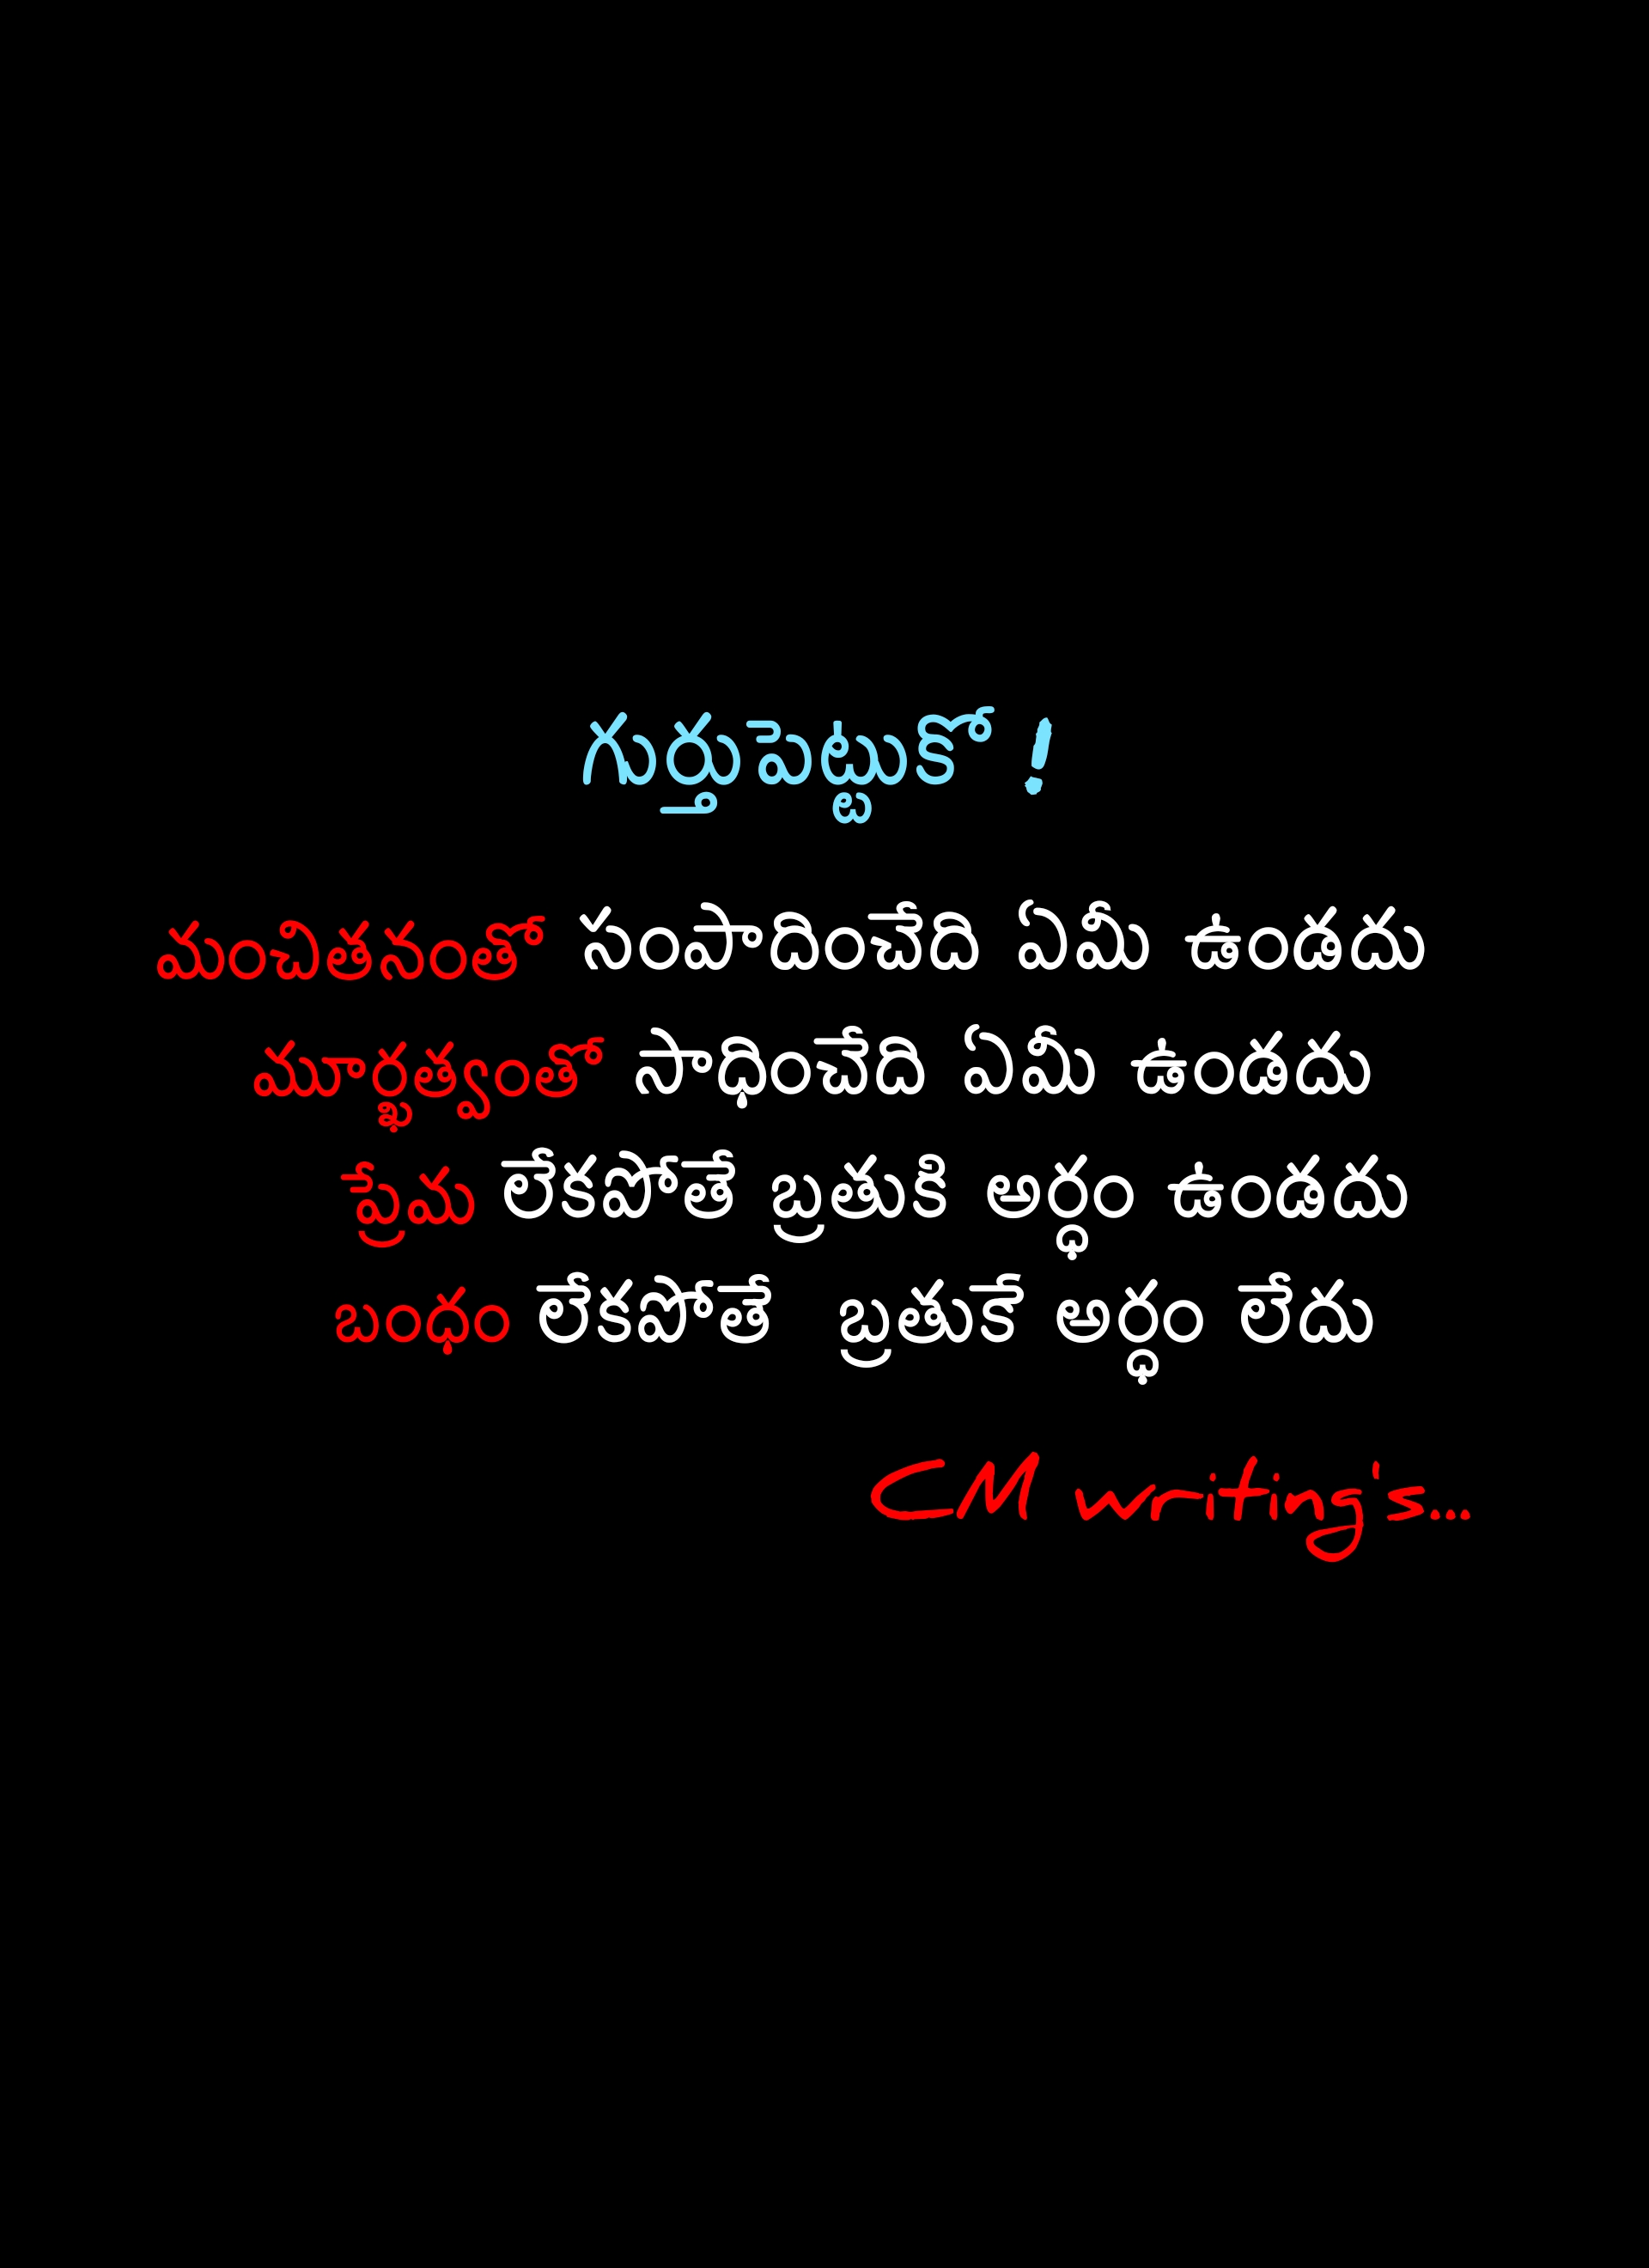 గుర్తుపెట్టుకో !
మంచితనంతో సంపాదించేది ఏమీ ఉండదు
మూర్ఖత్వంతో సాధించేది ఏమీ ఉండదు
ప్రేమ లేకపోతే బ్రతుకికి అర్ధం ఉండదు
బంధం లేకపోతే బ్రతుకే అర్ధం లేదు
CM writing's...